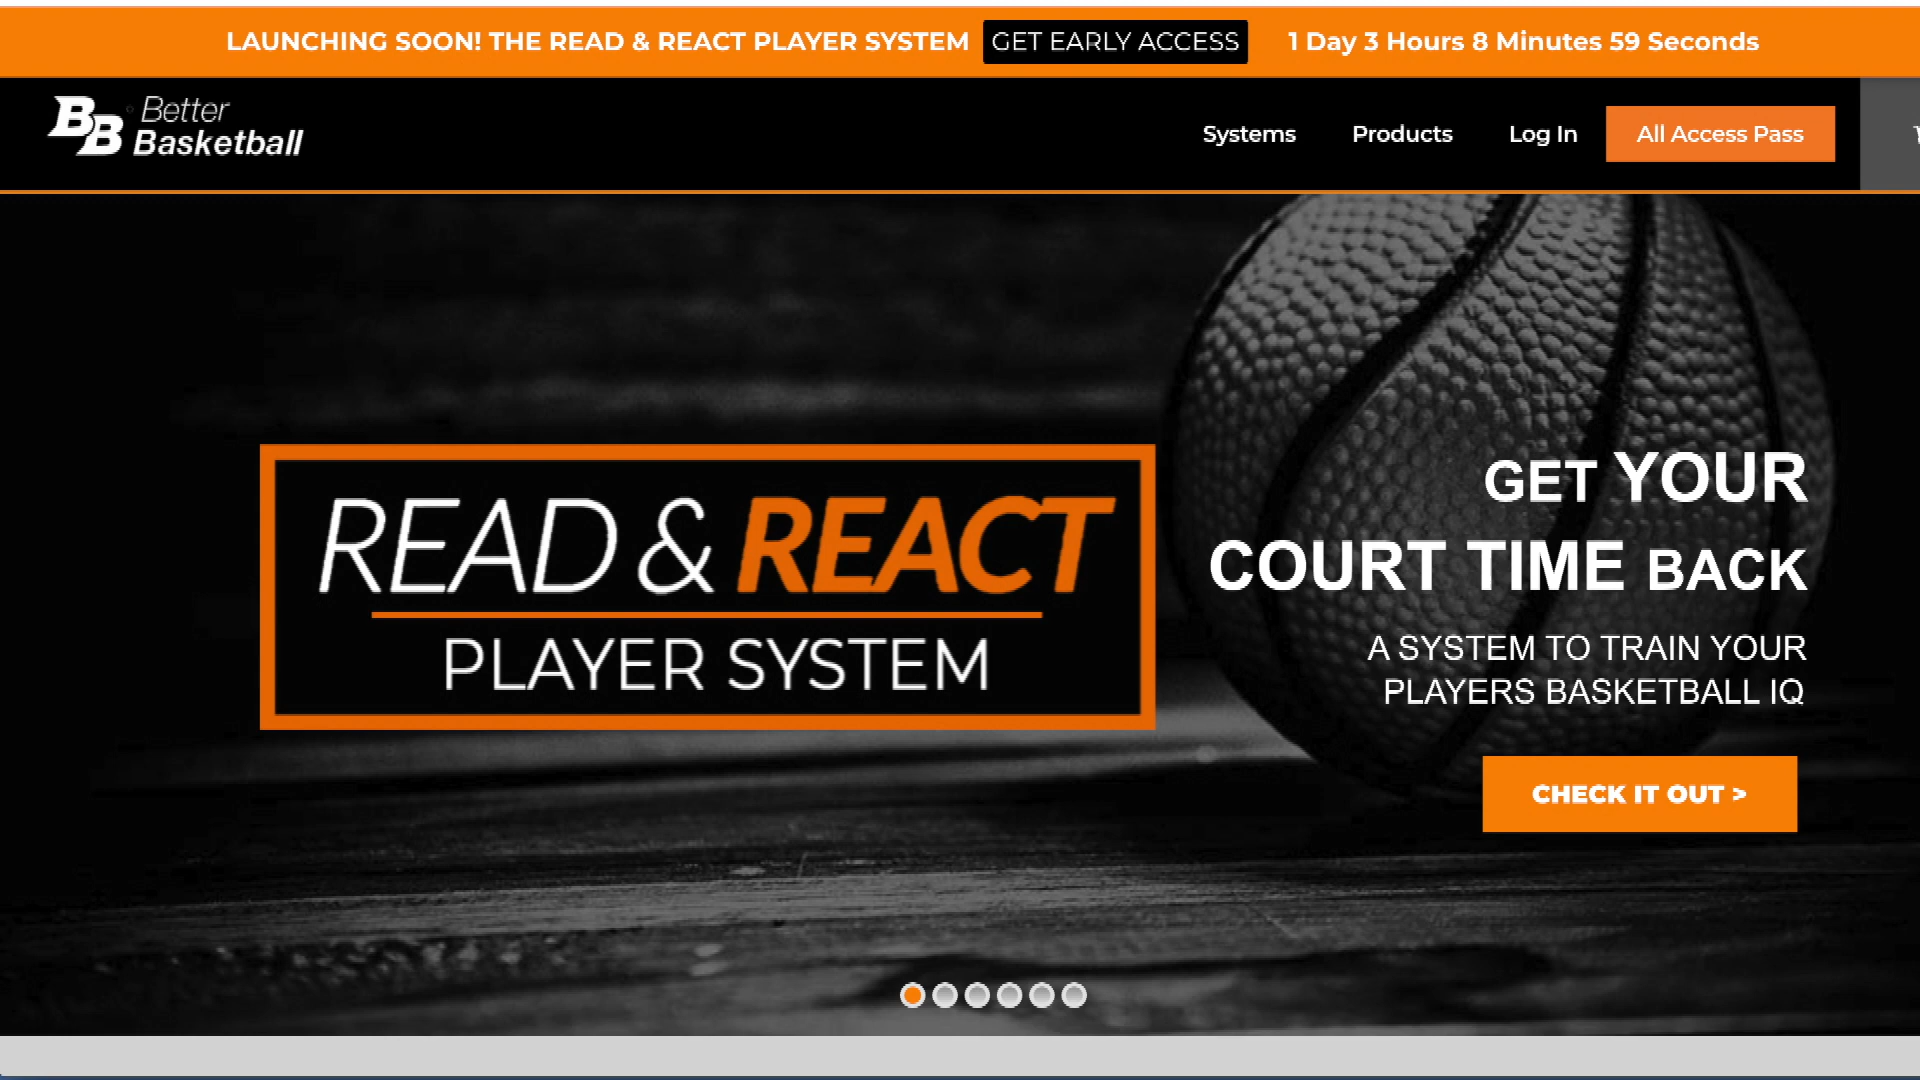 LAUNCHING SOON! THE READ & REACT PLAYER SYSTEM GET EARLY ACCESS 1 Day 3 Hours 8 Minutes 59 Seconds
BB Better
Basketball
Systems Products Log In All Access Pass
READ & REACT
PLAYER SYSTEM
GET YOUR
COURT TIME BACK
A SYSTEM TO TRAIN YOUR
PLAYERS BASKETBALL IQ
CHECK IT OUT >